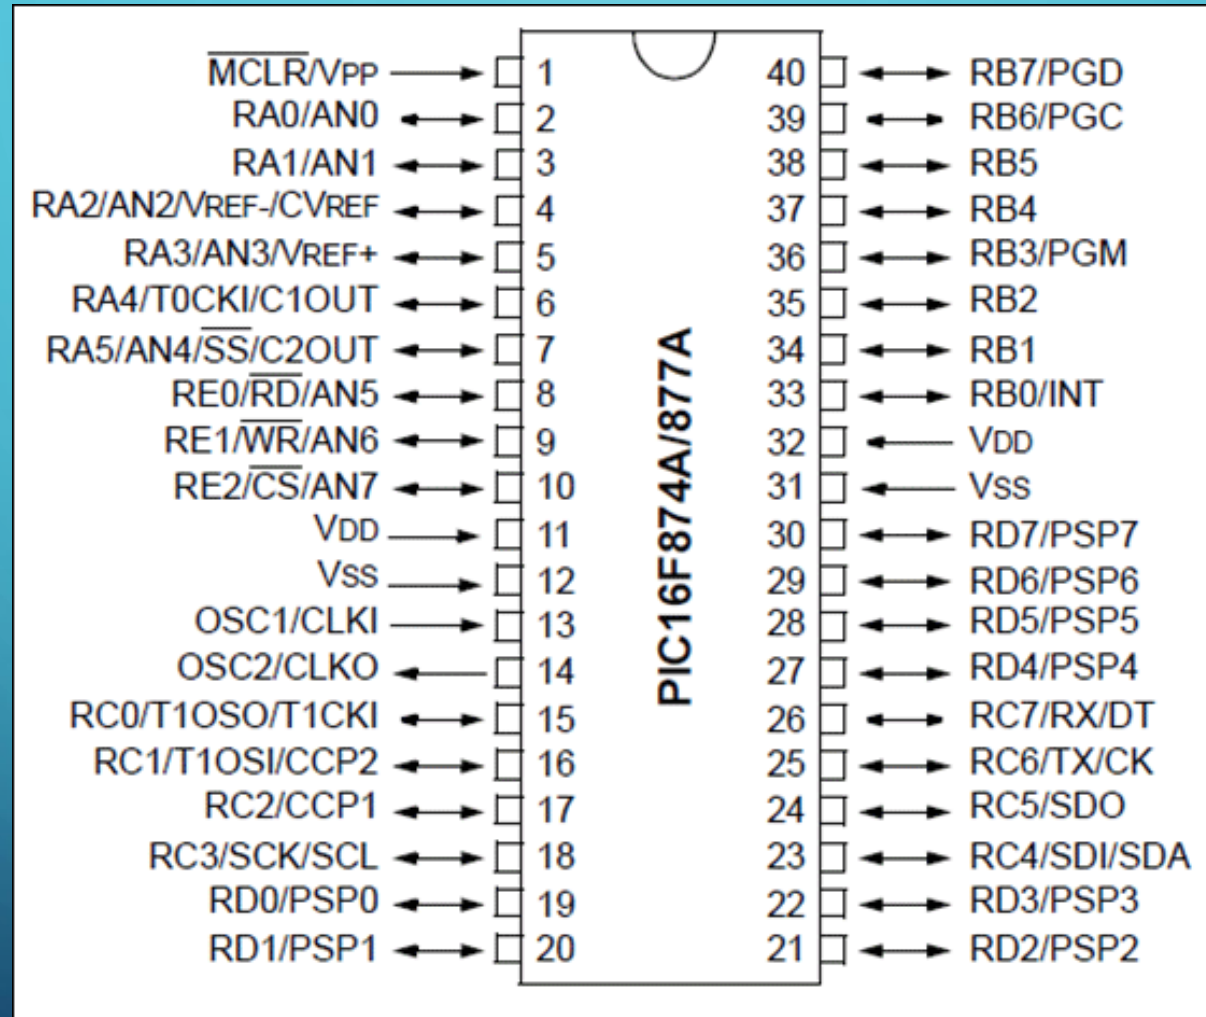 MCLR/VPP 1 40 RB7/PGD
RA0/AN0 2 39 RB6/PGC
RA1/AN1 3 38 RB5
RA2/AN2/VREF-/CVREF 4 37 RB4
RA3/AN3/VREF+ 5 36 RB3/PGM
RA4/T0CKI/C1OUT 6 35 RB2
RA5/AN4/SS/C2OUT 7 34 RB1
RE0/RD/AN5 8 33 RB0/INT
RE1/WR/AN6 9 32 VDD
RE2/CS/AN7 10 31 VSS
VDD 11 30 RD7/PSP7
VSS 12 29 RD6/PSP6
OSC1/CLKI 13 28 RD5/PSP5
OSC2/CLKO 14 27 RD4/PSP4
RC0/T1OSO/T1CKI 15 26 RC7/RX/DT
RC1/T1OSI/CCP2 16 25 RC6/TX/CK
RC2/CCP1 17 24 RC5/SDO
RC3/SCK/SCL 18 23 RC4/SDI/SDA
RD0/PSP0 19 22 RD3/PSP3
RD1/PSP1 20 21 RD2/PSP2
PIC16F874A/877A